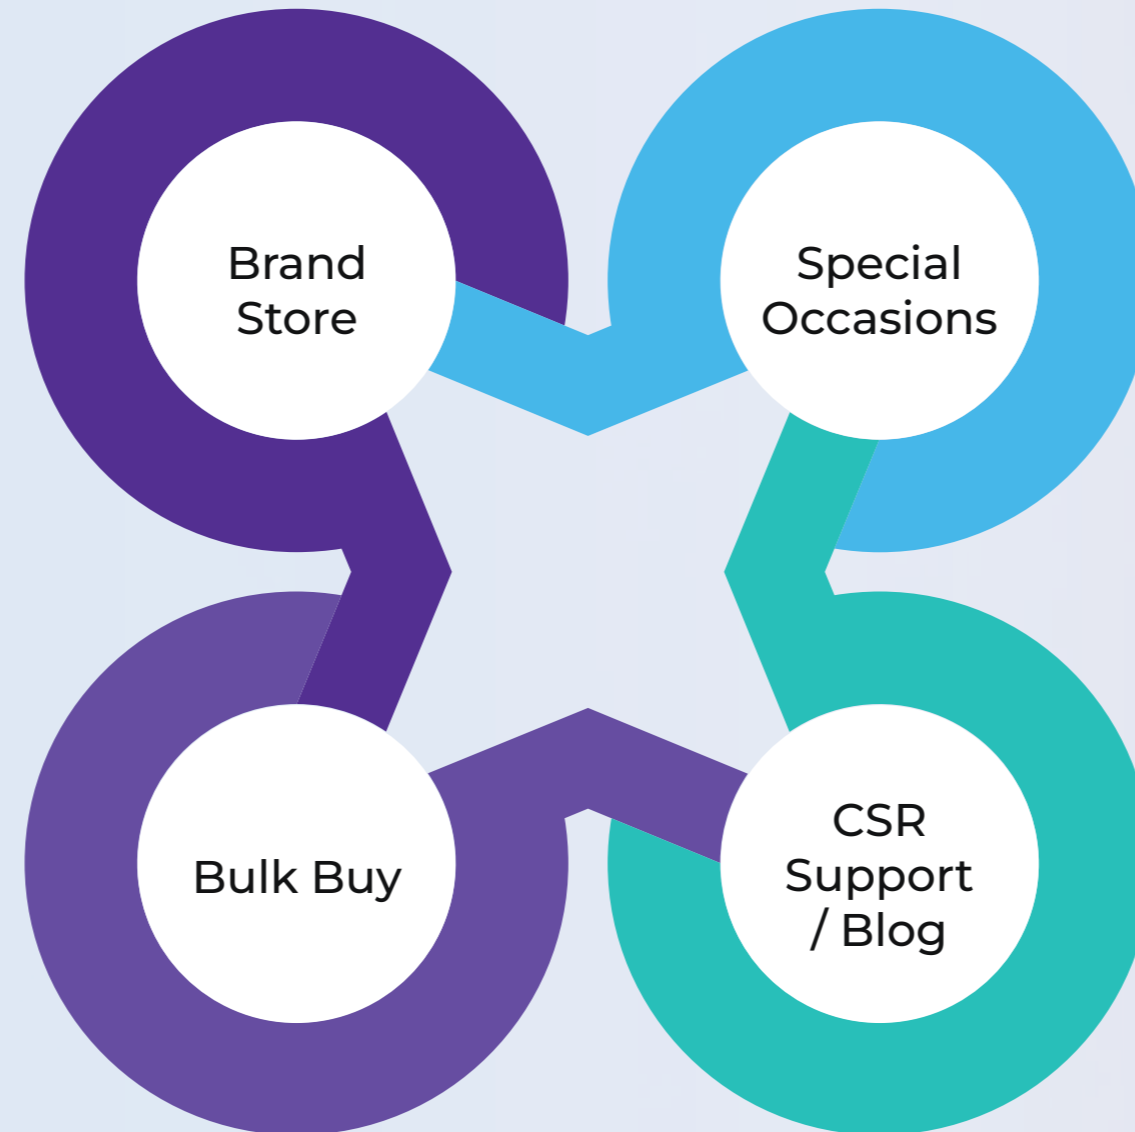 Brand
Store
Special
Occasions
Bulk Buy
CSR
Support
/ Blog